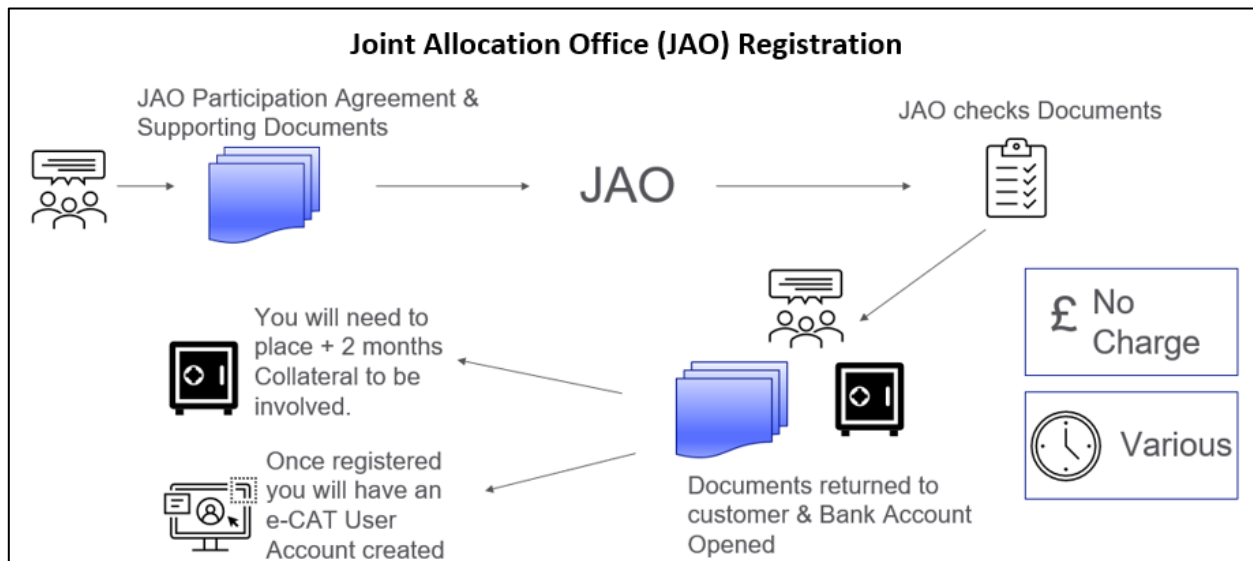 Joint Allocation Office (JAO) Registration
JAO Participation Agreement &
Supporting Documents
JAO
JAO checks Documents
You will need to
place + 2 months
Collateral to be
involved.
Once registered
you will have an
e-CAT User
Account created
Documents returned to
customer & Bank Account
Opened
£ No
Charge
Various